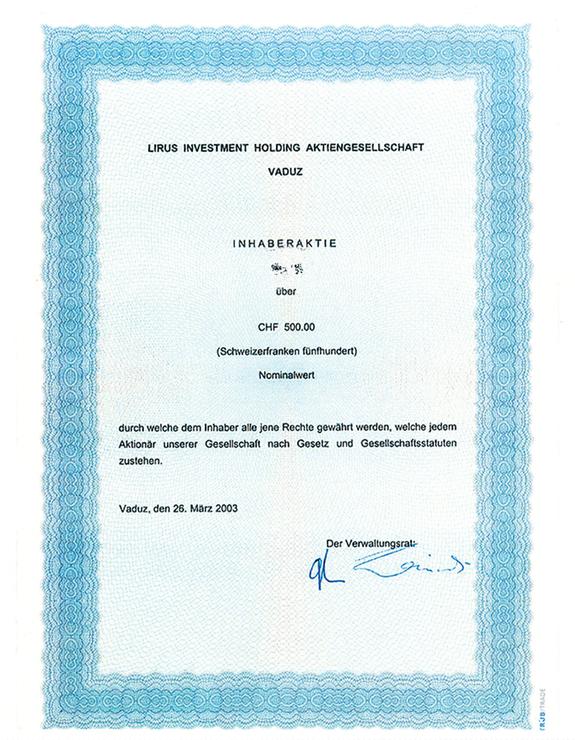 LIRUS INVESTMENT HOLDING AKTIENGESELLSCHAFT
VADUZ
INHABERAKTIE
über
CHF 500.00
(Schweizerfranken fünfhundert)
Nominalwert
durch welche dem Inhaber alle jene Rechte gewährt werden, welche jedem
Aktionär unserer Gesellschaft nach Gesetz und Gesellschaftsstatuten
zustehen.
Vaduz, den 26. März 2003
Der Verwaltungsrat:
TRÜB TRADE